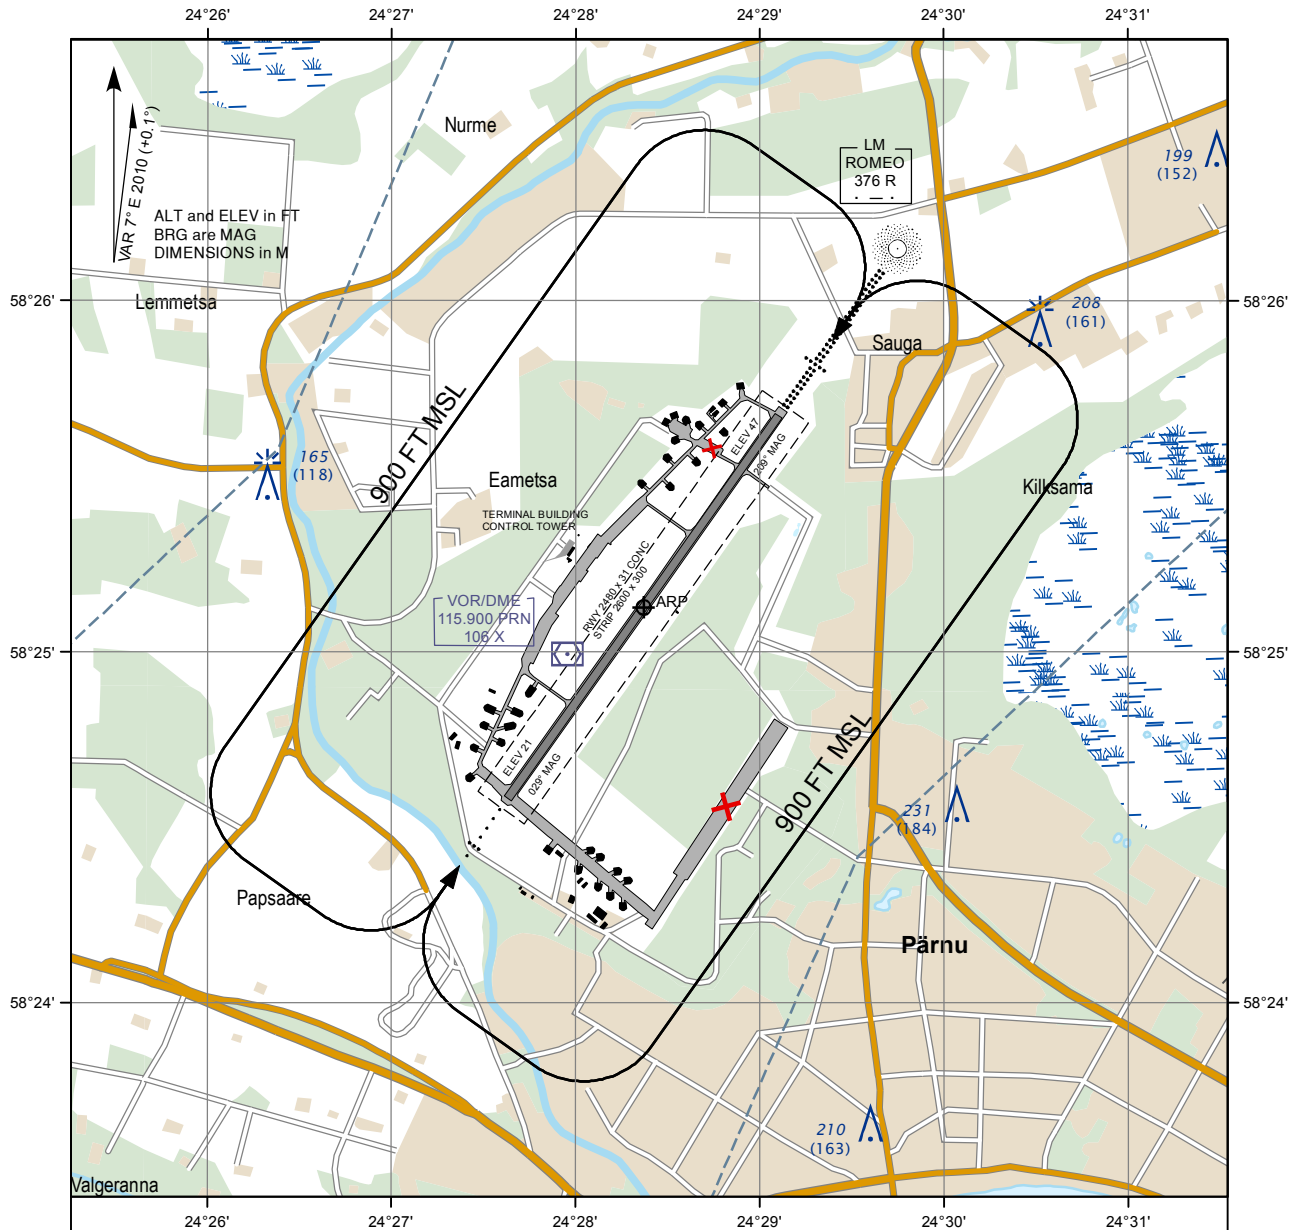 24°26'
24°27'
24°28'
24°29'
24°30'
24°31'
VAR 7° E 2010 (+0.1°)
Nurme
LM
ROMEO
376 R
199
(152)
ALT and ELEV in FT
BRG are MAG
DIMENSIONS in M
58°26'
Lemmetsa
58°26'
208
(161)
Sauga
900 FT MSL
ELEV 47
209° MAG
165
(118)
Eametsa
Kilksama
TERMINAL BUILDING
CONTROL TOWER
RWY 2480 x 31 CONC
STRIP 2600 x 300
VOR/DME
115.900 PRN
106 X
ARP
58°25'
58°25'
ELEV 21
029° MAG
900 FT MSL
231
(184)
Papsaare
Pärnu
58°24'
58°24'
210
(163)
Valgeranna
24°26'
24°27'
24°28'
24°29'
24°30'
24°31'